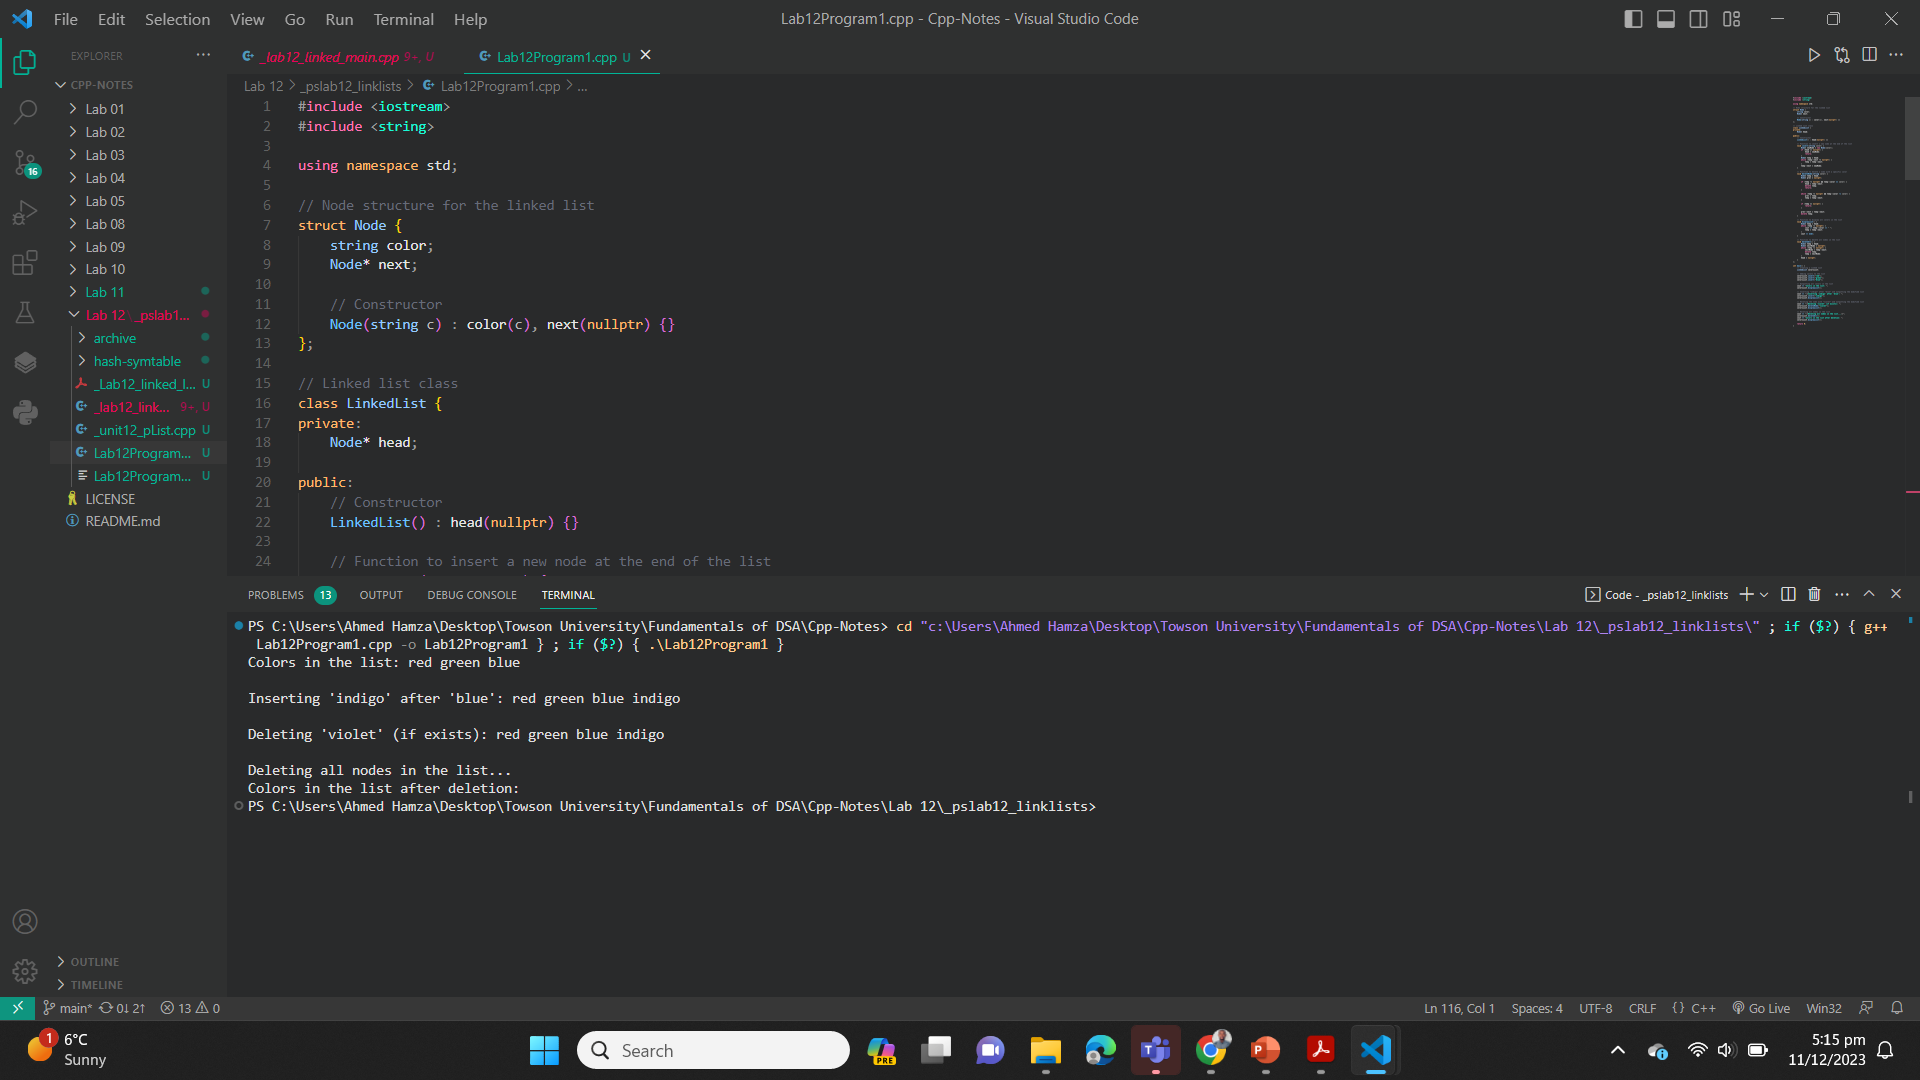 File Edit Selection View Go Run Terminal Help
Lab12Program1.cpp - Cpp-Notes - Visual Studio Code
EXPLORER
CPP-NOTES
Lab 01
Lab 02
Lab 03
Lab 04
Lab 05
Lab 08
Lab 09
Lab 10
Lab 11
Lab 12\_pslab1...
archive
hash-symtable
_Lab12_linked_l... U
_lab12_link... 9+, U
_unit12_pList.cpp U
Lab12Program... U
Lab12Program... U
LICENSE
README.md
16
OUTLINE
TIMELINE
_lab12_linked_main.cpp 9+, U
Lab12Program1.cpp U
Lab 12 > _pslab12_linklists > Lab12Program1.cpp > ...
1 #include <iostream>
2 #include <string>
3
4 using namespace std;
5
6 // Node structure for the linked list
7 struct Node {
8 string color;
9 Node* next;
10
11 // Constructor
12 Node(string c) : color(c), next(nullptr) {}
13 };
14
15 // Linked list class
16 class LinkedList {
17 private:
18 Node* head;
19
20 public:
21 // Constructor
22 LinkedList() : head(nullptr) {}
23
24 // Function to insert a new node at the end of the list
PROBLEMS 13 OUTPUT DEBUG CONSOLE TERMINAL
Code - _pslab12_linklists
PS C:\Users\Ahmed Hamza\Desktop\Towson University\Fundamentals of DSA\Cpp-Notes> cd "c:\Users\Ahmed Hamza\Desktop\Towson University\Fundamentals of DSA\Cpp-Notes\Lab 12\_pslab12_linklists\" ; if ($?) { g++
Lab12Program1.cpp -o Lab12Program1 } ; if ($?) { .\Lab12Program1 }
Colors in the list: red green blue
Inserting 'indigo' after 'blue': red green blue indigo
Deleting 'violet' (if exists): red green blue indigo
Deleting all nodes in the list...
Colors in the list after deletion:
PS C:\Users\Ahmed Hamza\Desktop\Towson University\Fundamentals of DSA\Cpp-Notes\Lab 12\_pslab12_linklists>
main* 0↓ 2↑ 13 0
Ln 116, Col 1 Spaces: 4 UTF-8 CRLF {} C++ Go Live Win32
1 6°C
Sunny
Search
PRE
5:15 pm
11/12/2023